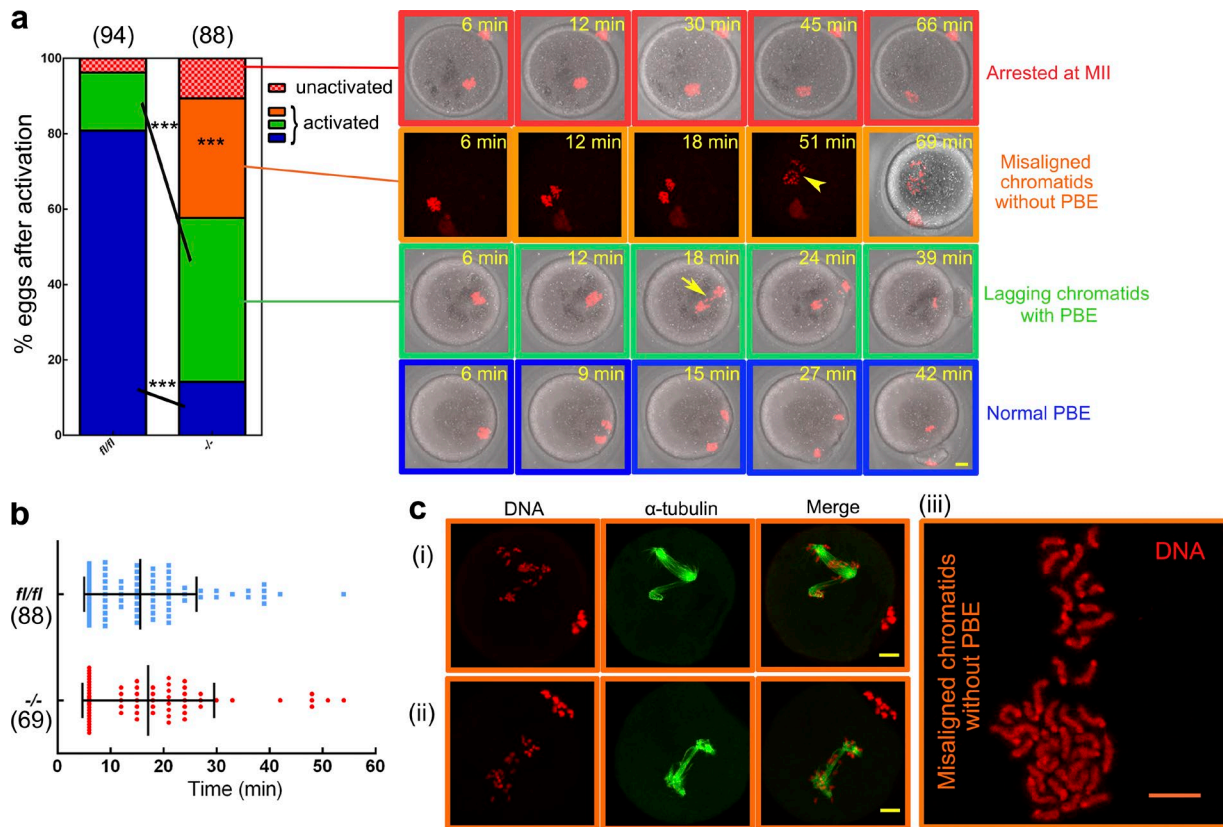 a
(94)
(88)
100
80
60
40
20
0
% eggs after activation
***
***
***
fl/fl
-/-
unactivated
activated
6 min
12 min
30 min
45 min
66 min
Arrested at MII
6 min
12 min
18 min
51 min
69 min
Misaligned
chromatids
without PBE
6 min
12 min
18 min
24 min
39 min
Lagging chromatids
with PBE
6 min
9 min
15 min
27 min
42 min
Normal PBE
b
fl/fl
(88)
-/-
(69)
0
10
20
30
40
50
60
Time (min)
c
DNA
α-tubulin
Merge
(i)
(ii)
(iii)
Misaligned chromatids
without PBE
DNA